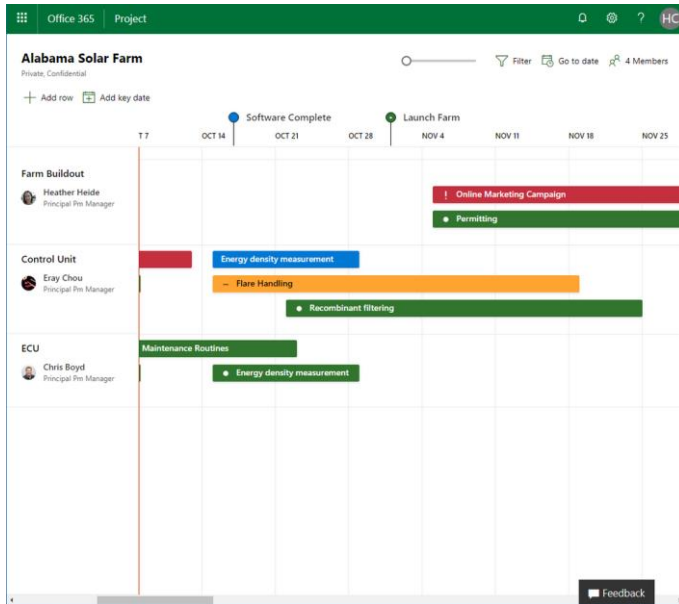 Office 365 Project ? HC
Alabama Solar Farm
Private, Confidential
Filter Go to date 4 Members
Add row Add key date
Software Complete Launch Farm
T 7 OCT 14 OCT 21 OCT 28 NOV 4 NOV 11 NOV 18 NOV 25
Farm Buildout
Heather Heide
Principal Pm Manager
! Online Marketing Campaign
Permitting
Control Unit
Energy density measurement
Eray Chou
Principal Pm Manager
Flare Handling
Recombinant filtering
ECU
Maintenance Routines
Chris Boyd
Principal Pm Manager
Energy density measurement
Feedback